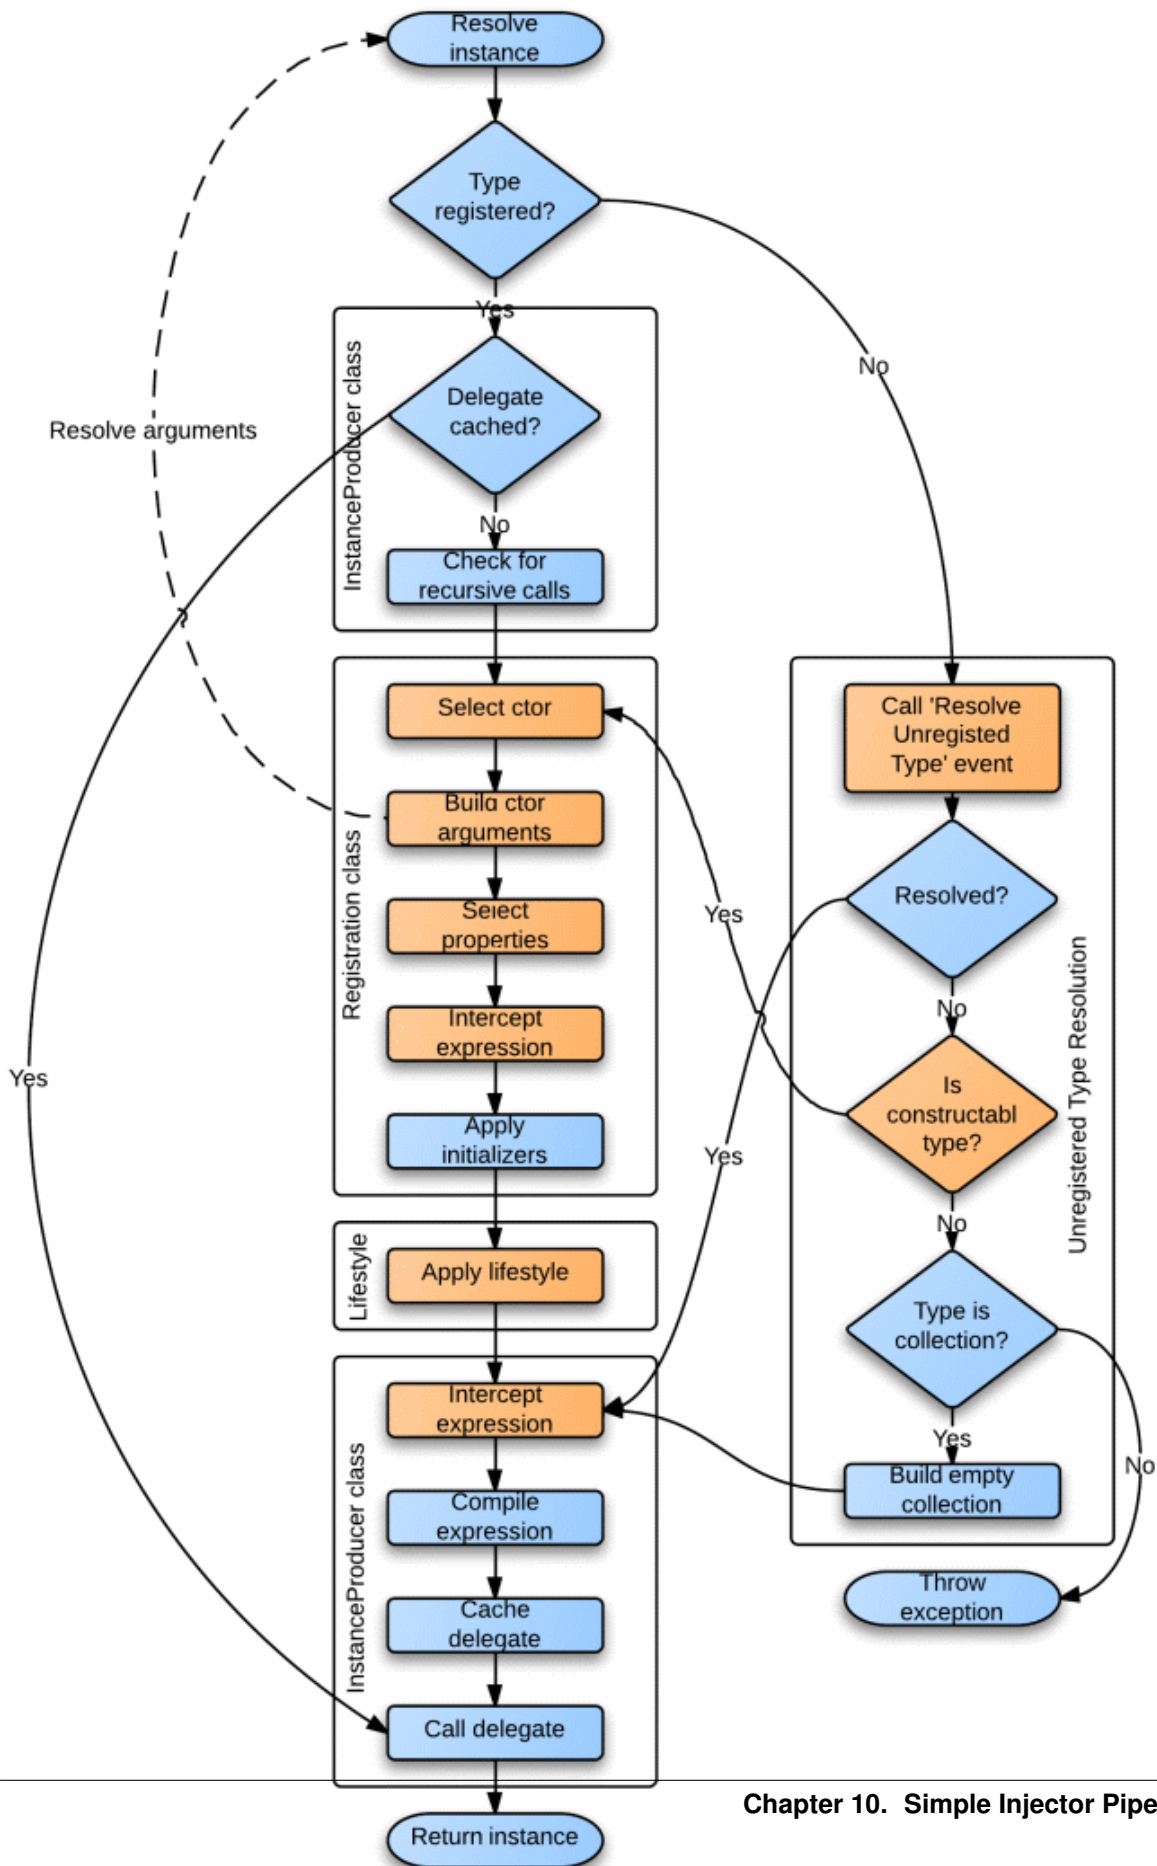 Resolve
instance
Type
registered?
Yes
No
InstanceProducer class
Delegate
cached?
Resolve arguments
No
Check for
recursive calls
Registration class
Select ctor
Build ctor
arguments
Select
properties
Intercept
expression
Apply
initializers
Yes
Lifestyle
Apply lifestyle
InstanceProducer class
Intercept
expression
Compile
expression
Cache
delegate
Call delegate
Return instance
Call 'Resolve
Unregisted
Type' event
Resolved?
Yes
No
Unregistered Type Resolution
Is
constructabl
type?
Yes
No
Type is
collection?
Yes
No
Build empty
collection
Throw
exception
Chapter 10. Simple Injector Pipe